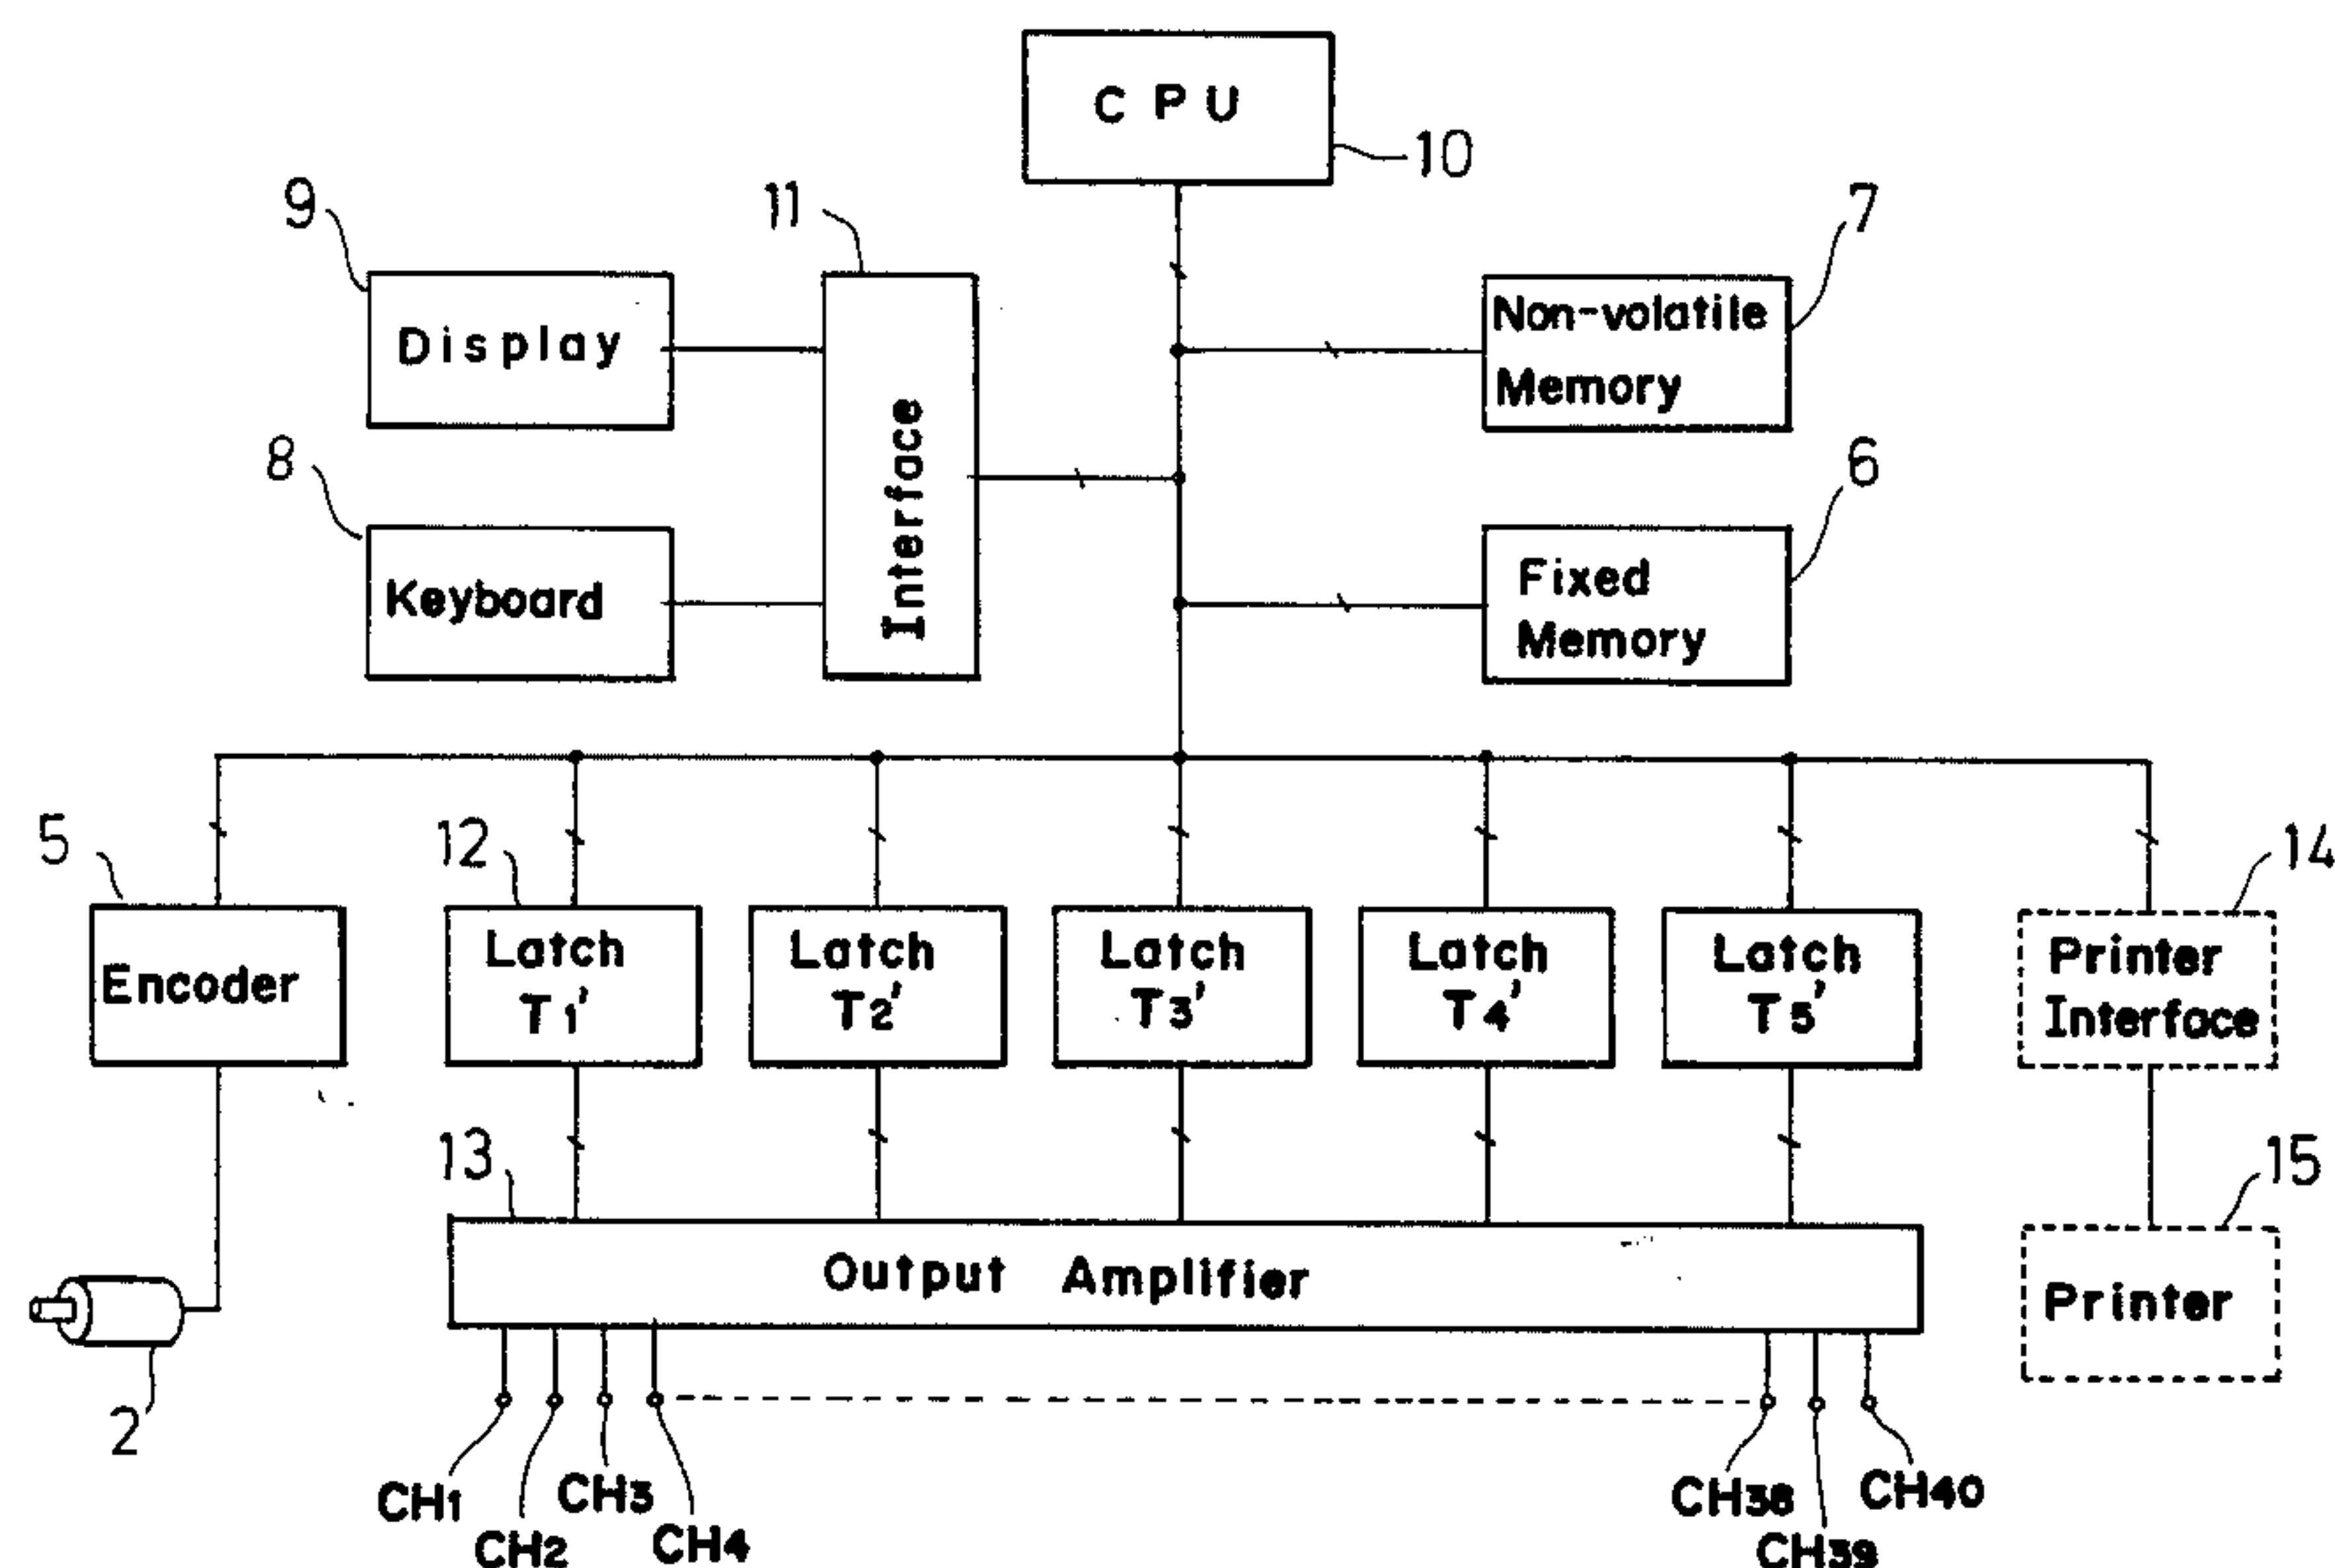 CPU
10
9
11
7
Display
Non-volatile
Memory
8
Interface
6
Keyboard
Fixed
Memory
5
12
14
Encoder
Latch
T1'
Latch
T2'
Latch
T3'
Latch
T4'
Latch
T5'
Printer
Interface
13
15
Output Amplifier
Printer
2
CH1
CH2
CH3
CH4
CH38
CH39
CH40